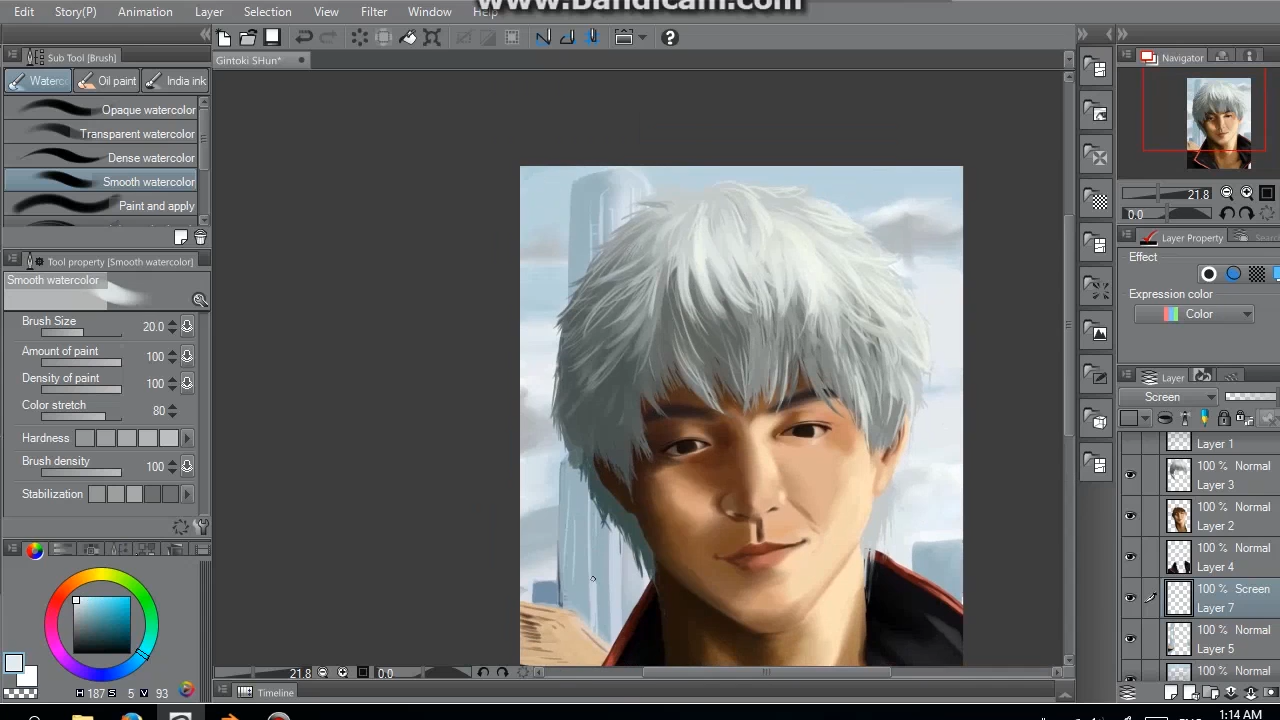 www.Bandicam.com
Edit Story(P) Animation Layer Selection View Filter Window Help
Sub Tool [Brush]
Gintoki SHun*
Navigator
Oil paint India ink
Opaque watercolor
Transparent watercolor
Dense watercolor
Smooth watercolor
Paint and apply
21.8
0.0
Tool property [Smooth watercolor]
Layer Property
Smooth watercolor
Effect
Expression color
Color
Brush Size 20.0
Amount of paint 100
Density of paint 100
Color stretch 80
Hardness
Brush density 100
Stabilization
Layer
Screen
Layer 1
100 % Normal
Layer 3
100 % Normal
Layer 2
100 % Normal
Layer 4
100 % Screen
Layer 7
100 % Normal
Layer 5
100 % Normal
21.8 0.0
H 187 S 5 V 93
Timeline
1:14 AM